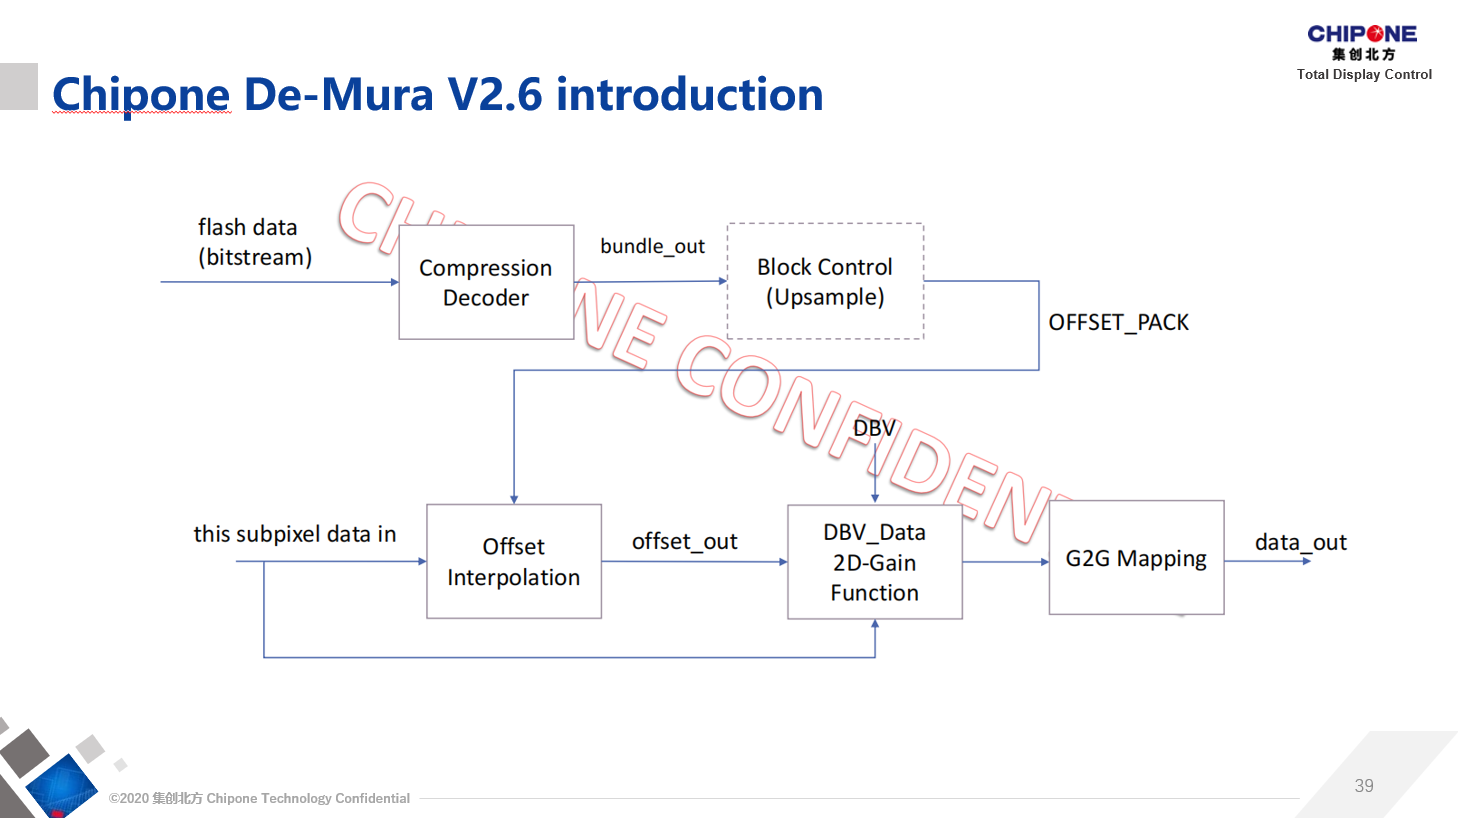 CHIPONE
集创北方
Total Display Control
Chipone De-Mura V2.6 introduction
flash data
(bitstream)
Compression
Decoder
bundle_out
Block Control
(Upsample)
OFFSET_PACK
CHIPONE CONFIDEN
DBV
this subpixel data in
Offset
Interpolation
offset_out
DBV_Data
2D-Gain
Function
G2G Mapping
data_out
©2020 集创北方 Chipone Technology Confidential
39